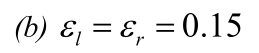 (b) εₗ = εᵣ = 0.15